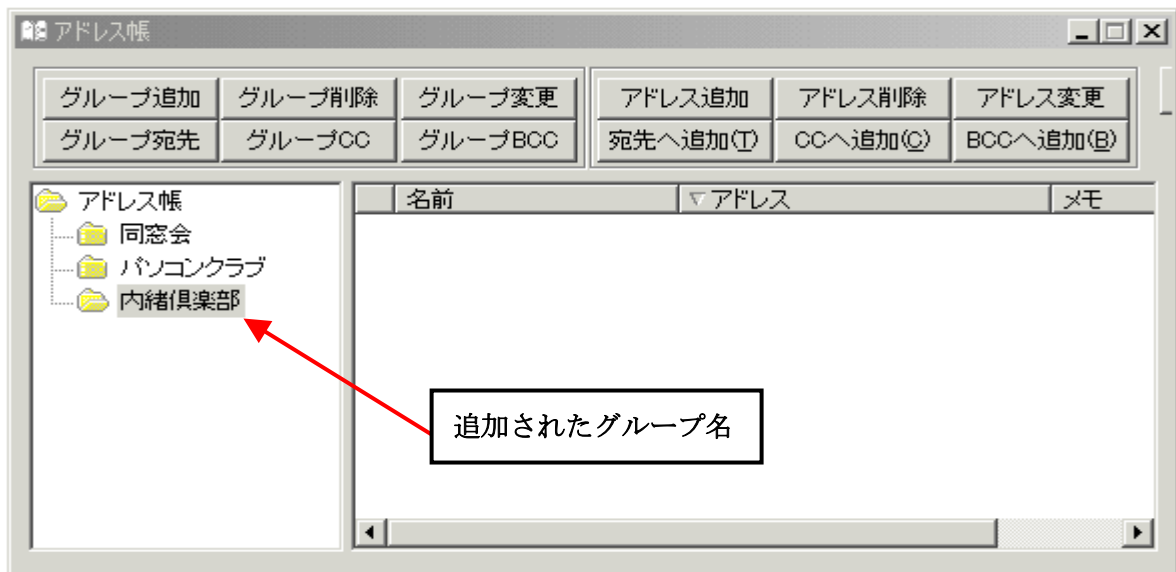 アドレス帳
グループ追加 グループ削除 グループ変更 アドレス追加 アドレス削除 アドレス変更
グループ宛先 グループCC グループBCC 宛先へ追加(T) CCへ追加(C) BCCへ追加(B)
アドレス帳
同窓会
パソコンクラブ
内緒倶楽部
名前 アドレス メモ
追加されたグループ名